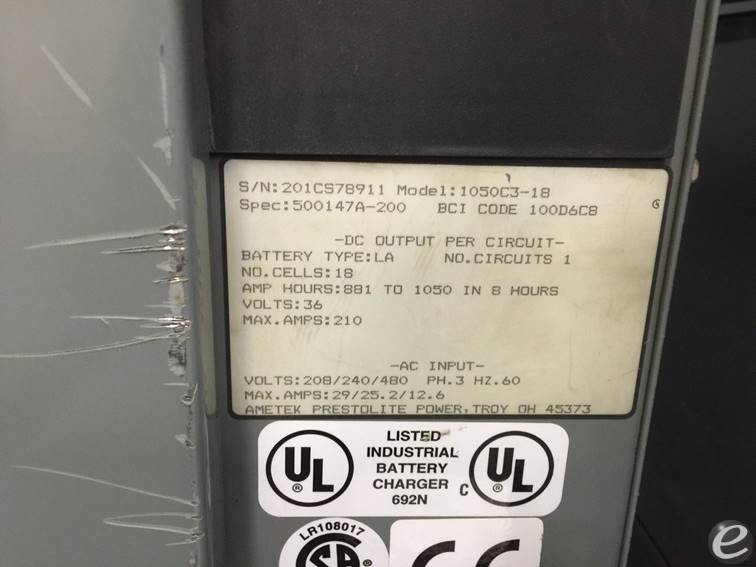 S/N:201CS78911 Model:1050C3-18
Spec:500147A-200 BCI CODE 100D6C8 G
-DC OUTPUT PER CIRCUIT-
BATTERY TYPE:LA NO.CIRCUITS 1
NO.CELLS:18
AMP HOURS:881 TO 1050 IN 8 HOURS
VOLTS:36
MAX.AMPS:210
-AC INPUT-
VOLTS:208/240/480 PH.3 HZ.60
MAX.AMPS:29/25.2/12.6
AMETEK PRESTOLITE POWER,TROY OH 45373
UL ®
LISTED
INDUSTRIAL
BATTERY
CHARGER
692N
C UL ®
LR108017
SA
CE
e